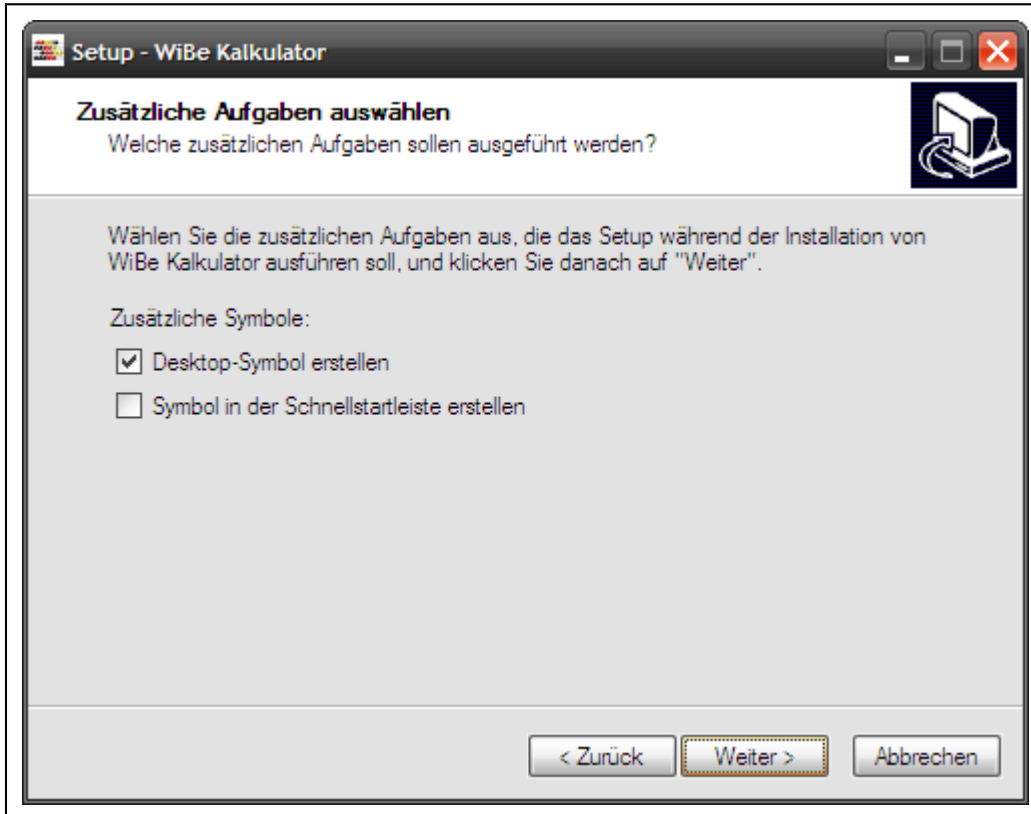 Setup - WiBe Kalkulator
Zusätzliche Aufgaben auswählen
Welche zusätzlichen Aufgaben sollen ausgeführt werden?
Wählen Sie die zusätzlichen Aufgaben aus, die das Setup während der Installation von
WiBe Kalkulator ausführen soll, und klicken Sie danach auf "Weiter".
Zusätzliche Symbole:
Desktop-Symbol erstellen
Symbol in der Schnellstartleiste erstellen
< Zurück Weiter > Abbrechen